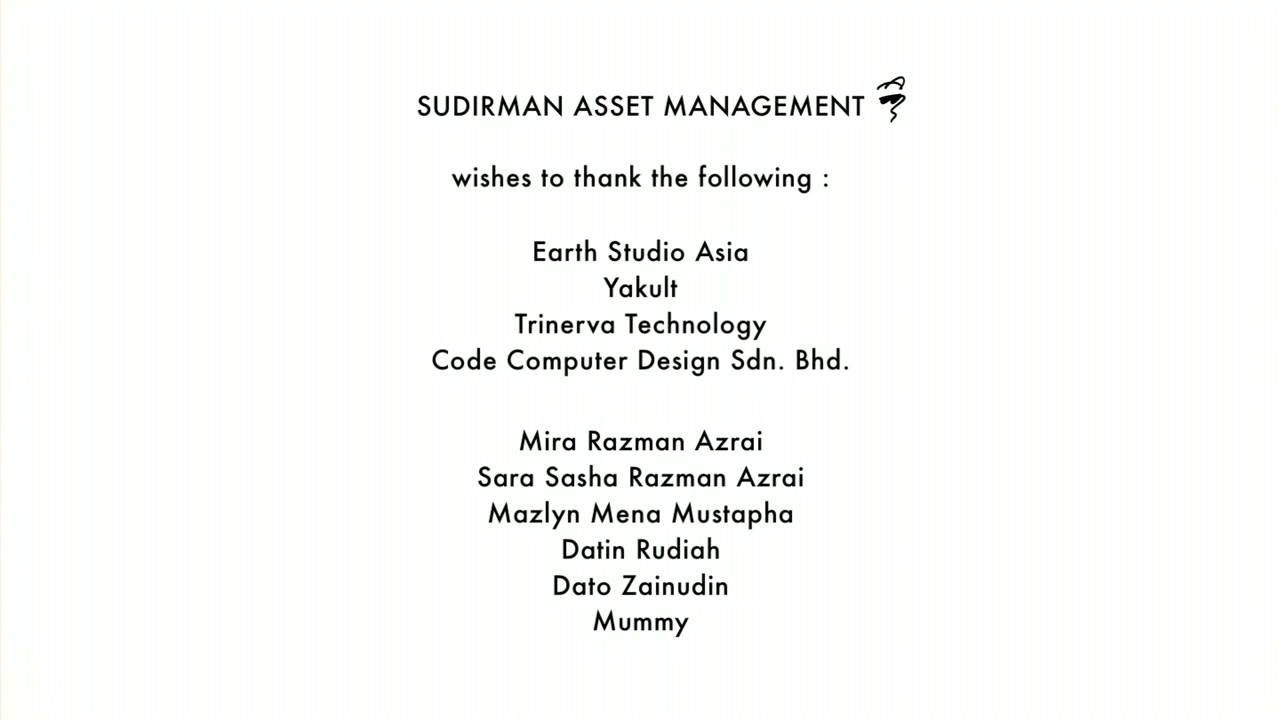 SUDIRMAN ASSET MANAGEMENT
wishes to thank the following :
Earth Studio Asia
Yakult
Trinerva Technology
Code Computer Design Sdn. Bhd.
Mira Razman Azrai
Sara Sasha Razman Azrai
Mazlyn Mena Mustapha
Datin Rudiah
Dato Zainudin
Mummy